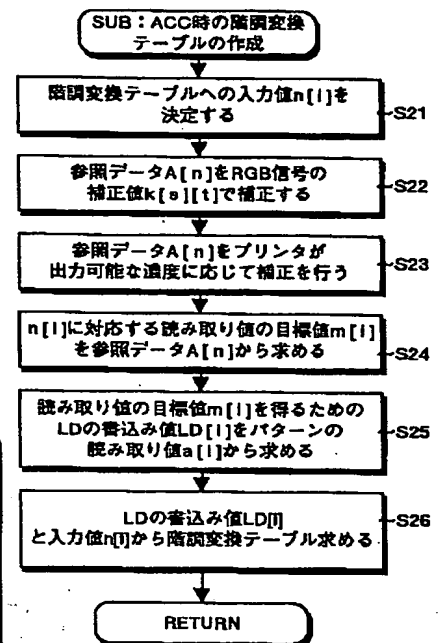 SUB：ACC時の階調変換
テーブルの作成
階調変換テーブルへの入力値n[i]を
決定する
S21
参照データA[n]をRGB信号の
補正値k[s][t]で補正する
S22
参照データA[n]をプリンタが
出力可能な濃度に応じて補正を行う
S23
n[i]に対応する読み取り値の目標値m[i]
を参照データA[n]から求める
S24
読み取り値の目標値m[i]を得るための
LDの書込み値LD[i]をパターンの
読み取り値a[i]から求める
S25
LDの書込み値LD[i]
と入力値n[i]から階調変換テーブル求める
S26
RETURN